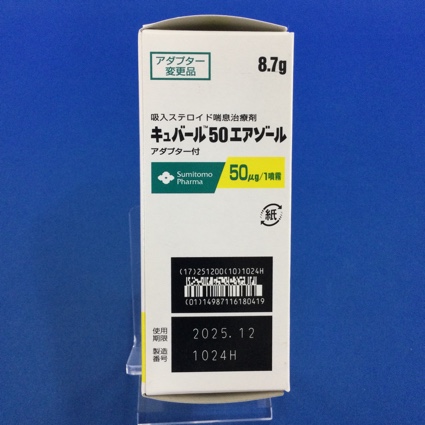 アダプター
変更品
8.7g
吸入ステロイド喘息治療剤
キュバール™50エアゾール
アダプター付
Sumitomo
Pharma
50μg/1噴霧
紙
(17)251200(10)1024H
(01)14987116180419
使用
期限
2025.12
製造
番号
1024H